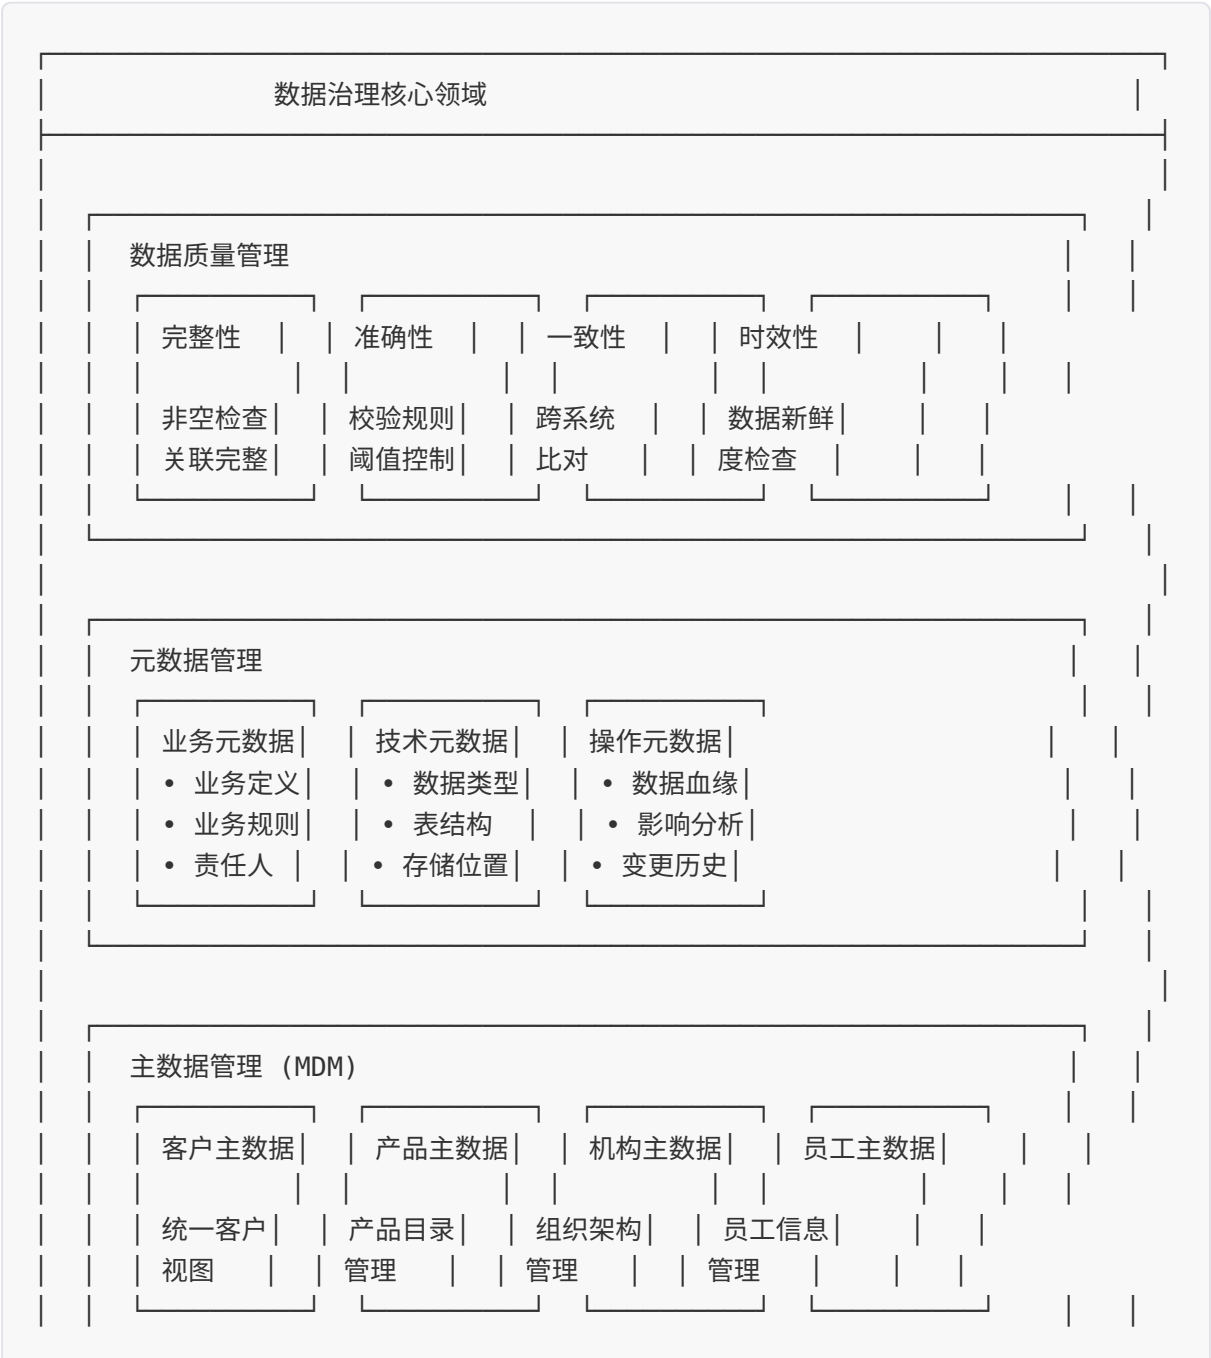 数据治理核心领域
数据质量管理
完整性 准确性 一致性 时效性
非空检查 校验规则 跨系统 数据新鲜
关联完整 阈值控制 比对 度检查
元数据管理
业务元数据 技术元数据 操作元数据
• 业务定义 • 数据类型 • 数据血缘
• 业务规则 • 表结构 • 影响分析
• 责任人 • 存储位置 • 变更历史
主数据管理 (MDM)
客户主数据 产品主数据 机构主数据 员工主数据
统一客户 产品目录 组织架构 员工信息
视图 管理 管理 管理